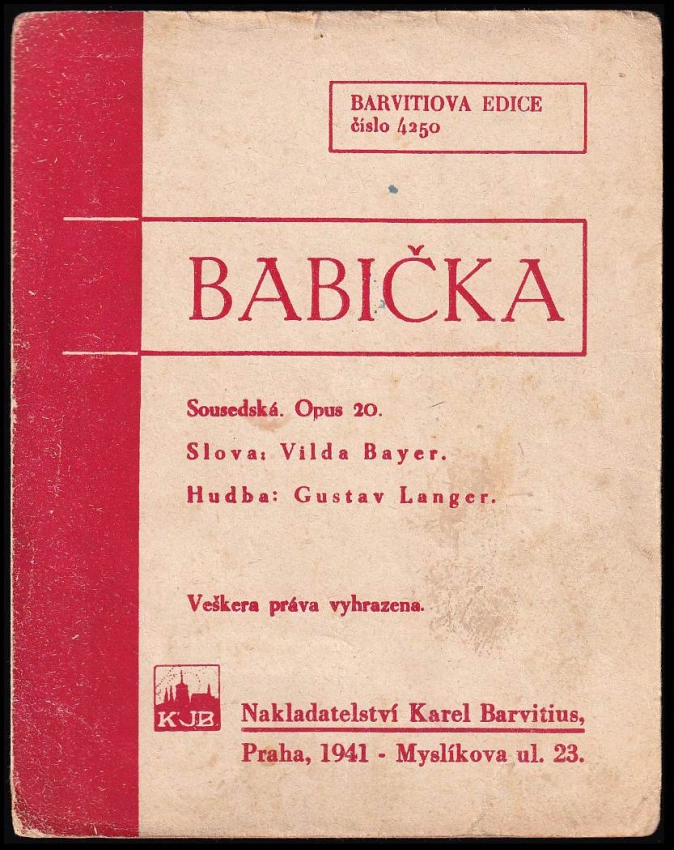 BARVITIOVA EDICE
číslo 4250
BABIČKA
Sousedská. Opus 20.
Slova: Vilda Bayer.
Hudba: Gustav Langer.
Veškera práva vyhrazena.
KJB
Nakladatelství Karel Barvitius,
Praha, 1941 - Myslíkova ul. 23.